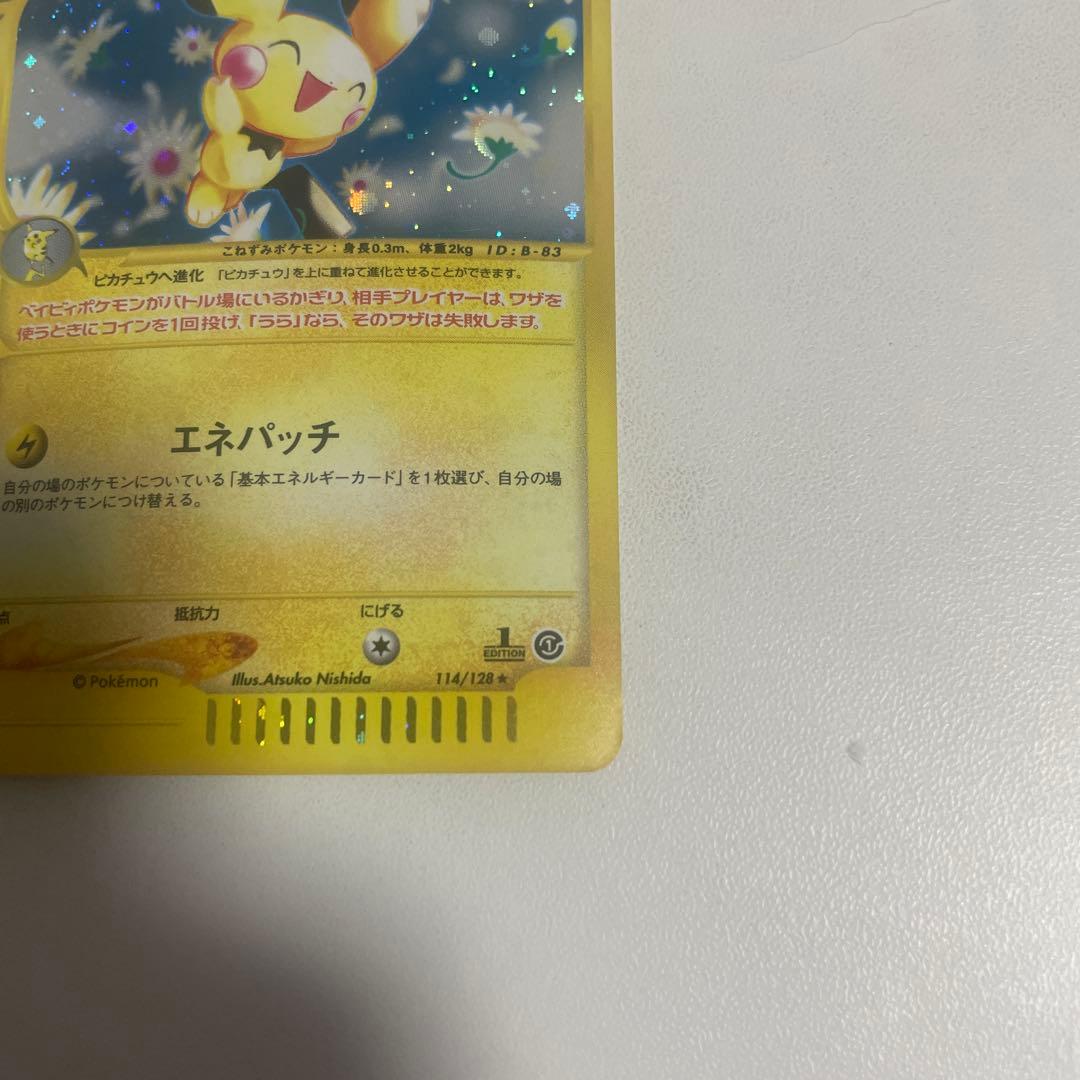 こねずみポケモン：身長0.3m、体重2kg ID:B-83
ピカチュウへ進化 「ピカチュウ」を上に重ねて進化させることができます。
ベイビィポケモンがバトル場にいるかぎり、相手プレイヤーは、ワザを
使うときにコインを1回投げ、「うら」なら、そのワザは失敗します。
エネパッチ
自分の場のポケモンについている「基本エネルギーカード」を1枚選び、自分の場
の別のポケモンにつけ替える。
点 抵抗力 にげる
1
EDITION
©Pokémon Illus.Atsuko Nishida 114/128★